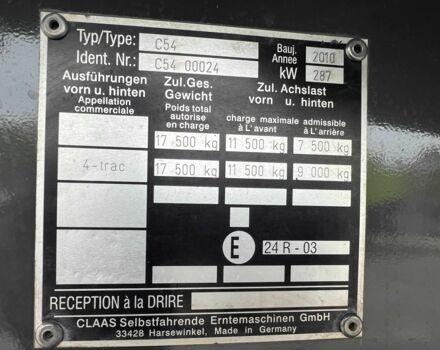 Typ/Type: C54 Bauj. Année 2010
Ident. Nr.: C54 00024 kW 287
Ausführungen vorn u. hinten
Appellation commerciale
Zul. Ges. Gewicht
Poids total autorise en charge
Zul. Achslast vorn u. hinten
charge maximale admissible
à L' avant à L' arrière
17 500 kg 11 500 kg 7 500 kg
4-trac 17 500 kg 11 500 kg 9 000 kg
E 24 R - 03
RECEPTION à la DRIRE
CLAAS Selbstfahrende Erntemaschinen GmbH
33428 Harsewinkel, Made in Germany